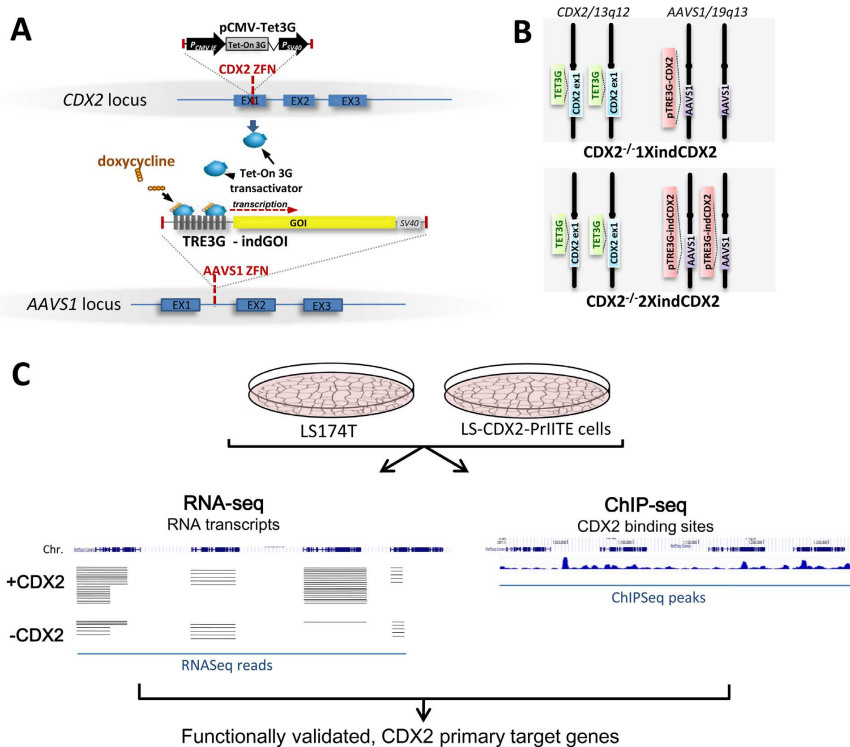 A
pCMV-Tet3G
PCMV IE
Tet-On 3G
PSV40
CDX2 ZFN
CDX2 locus
EX1
EX2
EX3
doxycycline
Tet-On 3G
transactivator
transcription
GOI
SV40
TRE3G - indGOI
AAVS1 ZFN
AAVS1 locus
EX1
EX2
EX3
B
CDX2/13q12
AAVS1/19q13
TET3G
CDX2 ex1
TET3G
CDX2 ex1
pTRE3G-CDX2
AAVS1
AAVS1
CDX2-/-1XindCDX2
TET3G
CDX2 ex1
TET3G
CDX2 ex1
pTRE3G-indCDX2
AAVS1
pTRE3G-indCDX2
AAVS1
CDX2-/-2XindCDX2
C
LS174T
LS-CDX2-PrIITE cells
RNA-seq
RNA transcripts
Chr.
+CDX2
-CDX2
RNASeq reads
ChIP-seq
CDX2 binding sites
ChIPSeq peaks
Functionally validated, CDX2 primary target genes